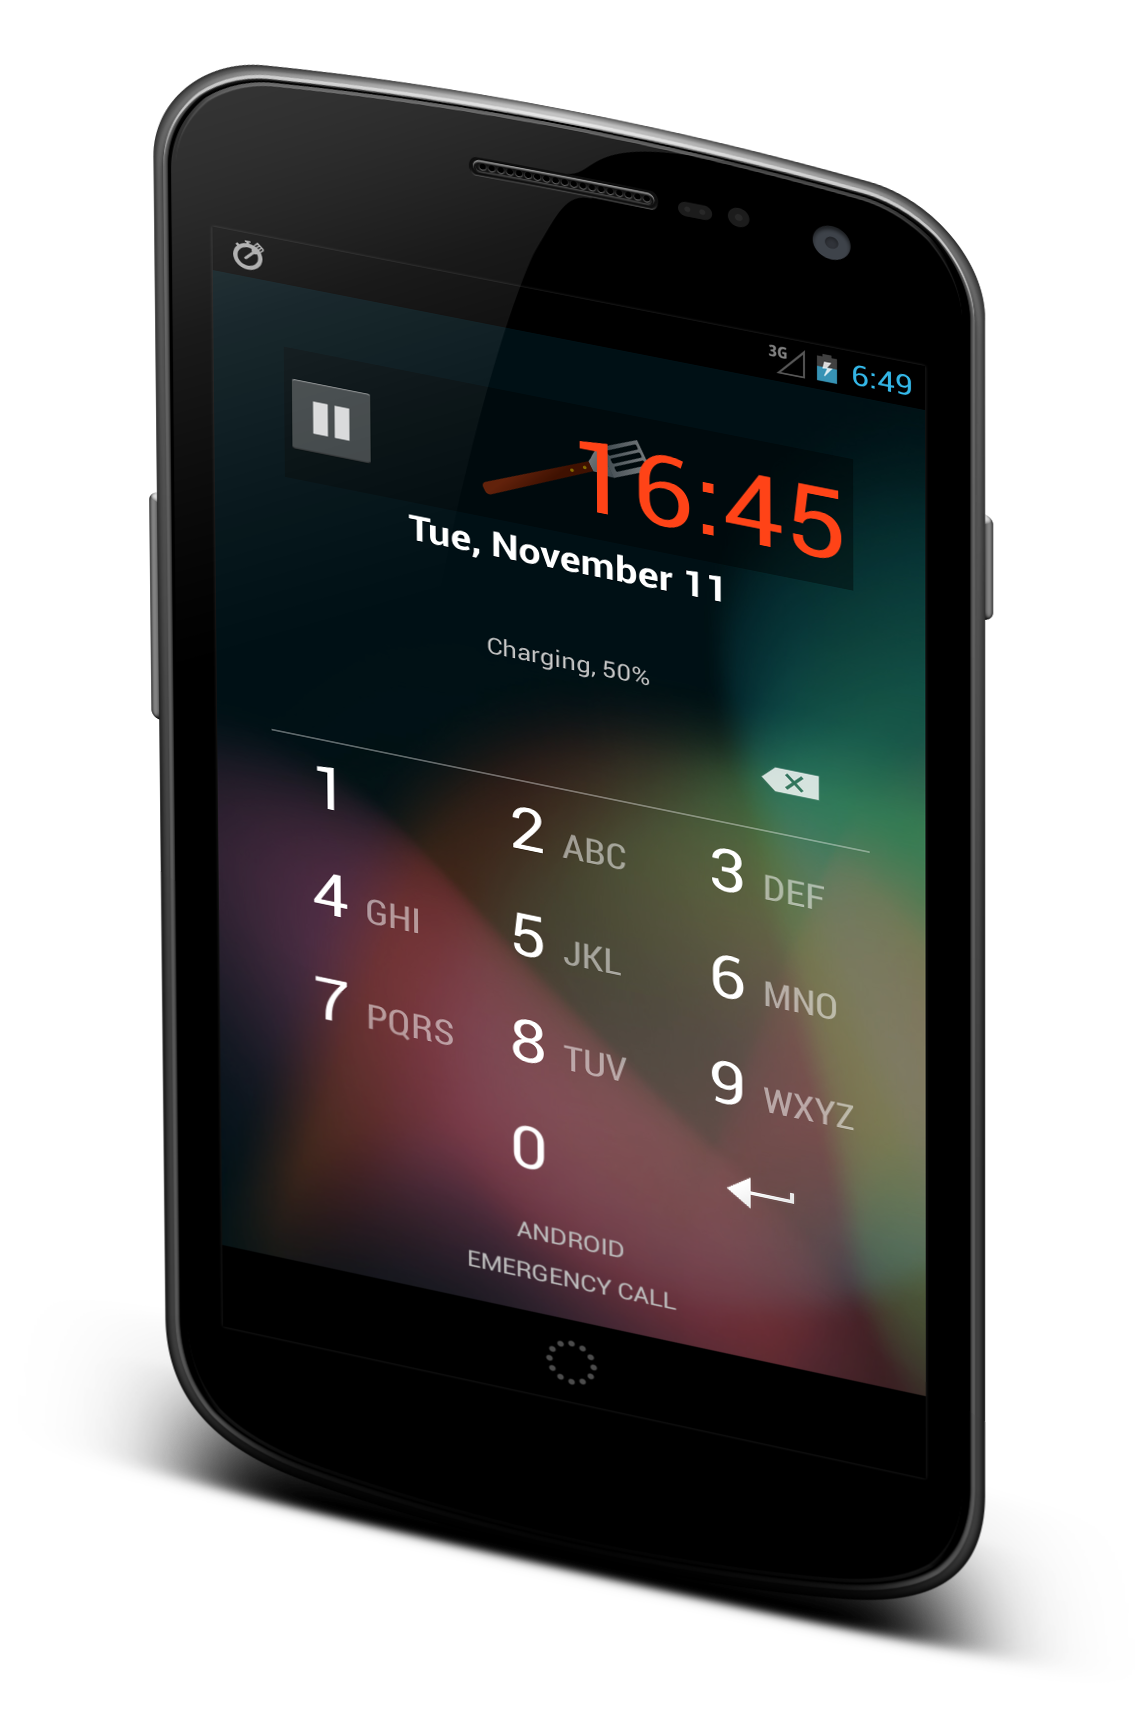 3G 6:49
16:45
Tue, November 11
Charging, 50%
1
2 ABC
3 DEF
4 GHI
5 JKL
6 MNO
7 PQRS
8 TUV
9 WXYZ
0
ANDROID
EMERGENCY CALL